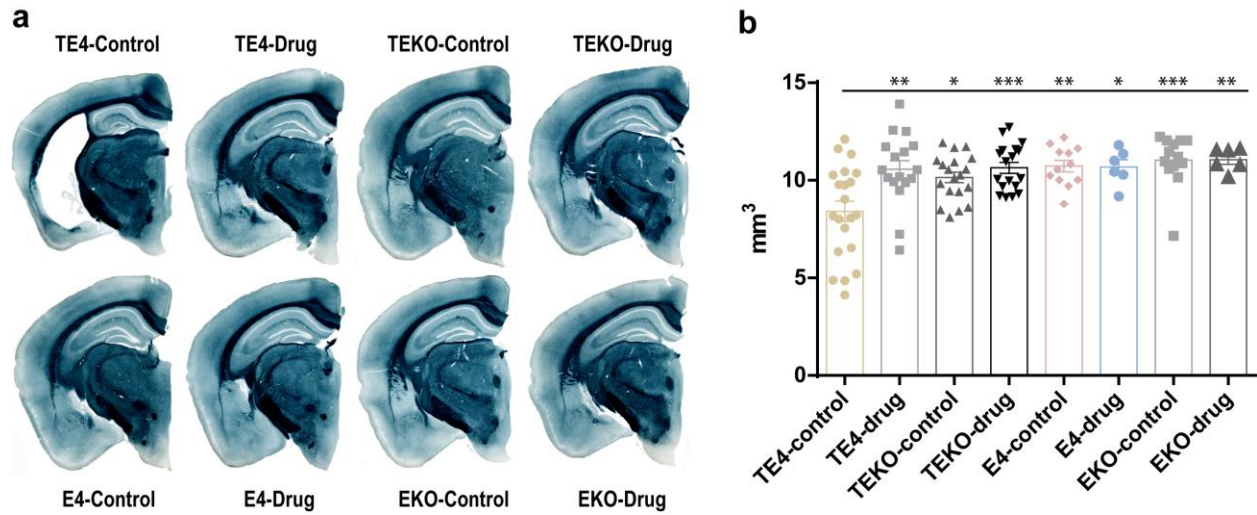 a
TE4-Control TE4-Drug TEKO-Control TEKO-Drug
E4-Control E4-Drug EKO-Control EKO-Drug
b
** * *** ** * *** **
15
10
5
0
mm³
TE4-control
TE4-drug
TEKO-control
TEKO-drug
E4-control
E4-drug
EKO-control
EKO-drug